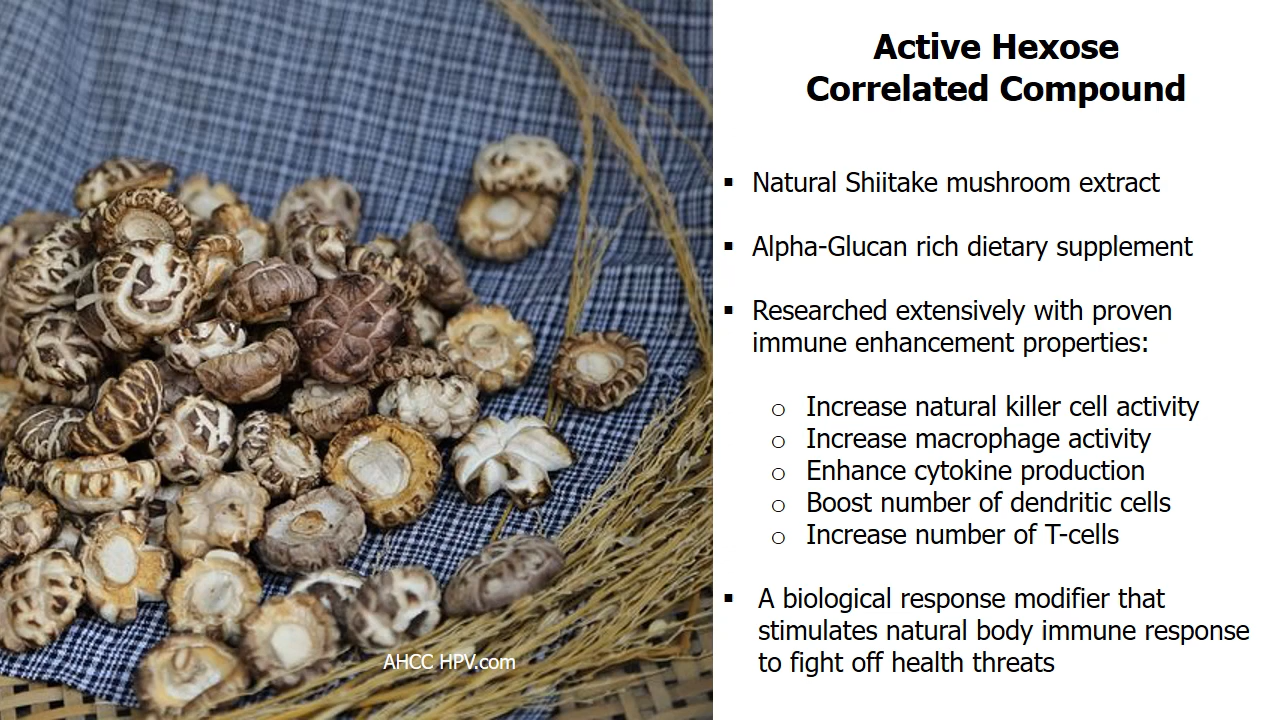 Active Hexose
Correlated Compound
▪ Natural Shiitake mushroom extract
▪ Alpha-Glucan rich dietary supplement
▪ Researched extensively with proven
immune enhancement properties:
o Increase natural killer cell activity
o Increase macrophage activity
o Enhance cytokine production
o Boost number of dendritic cells
o Increase number of T-cells
▪ A biological response modifier that
stimulates natural body immune response
to fight off health threats
AHCC HPV.com